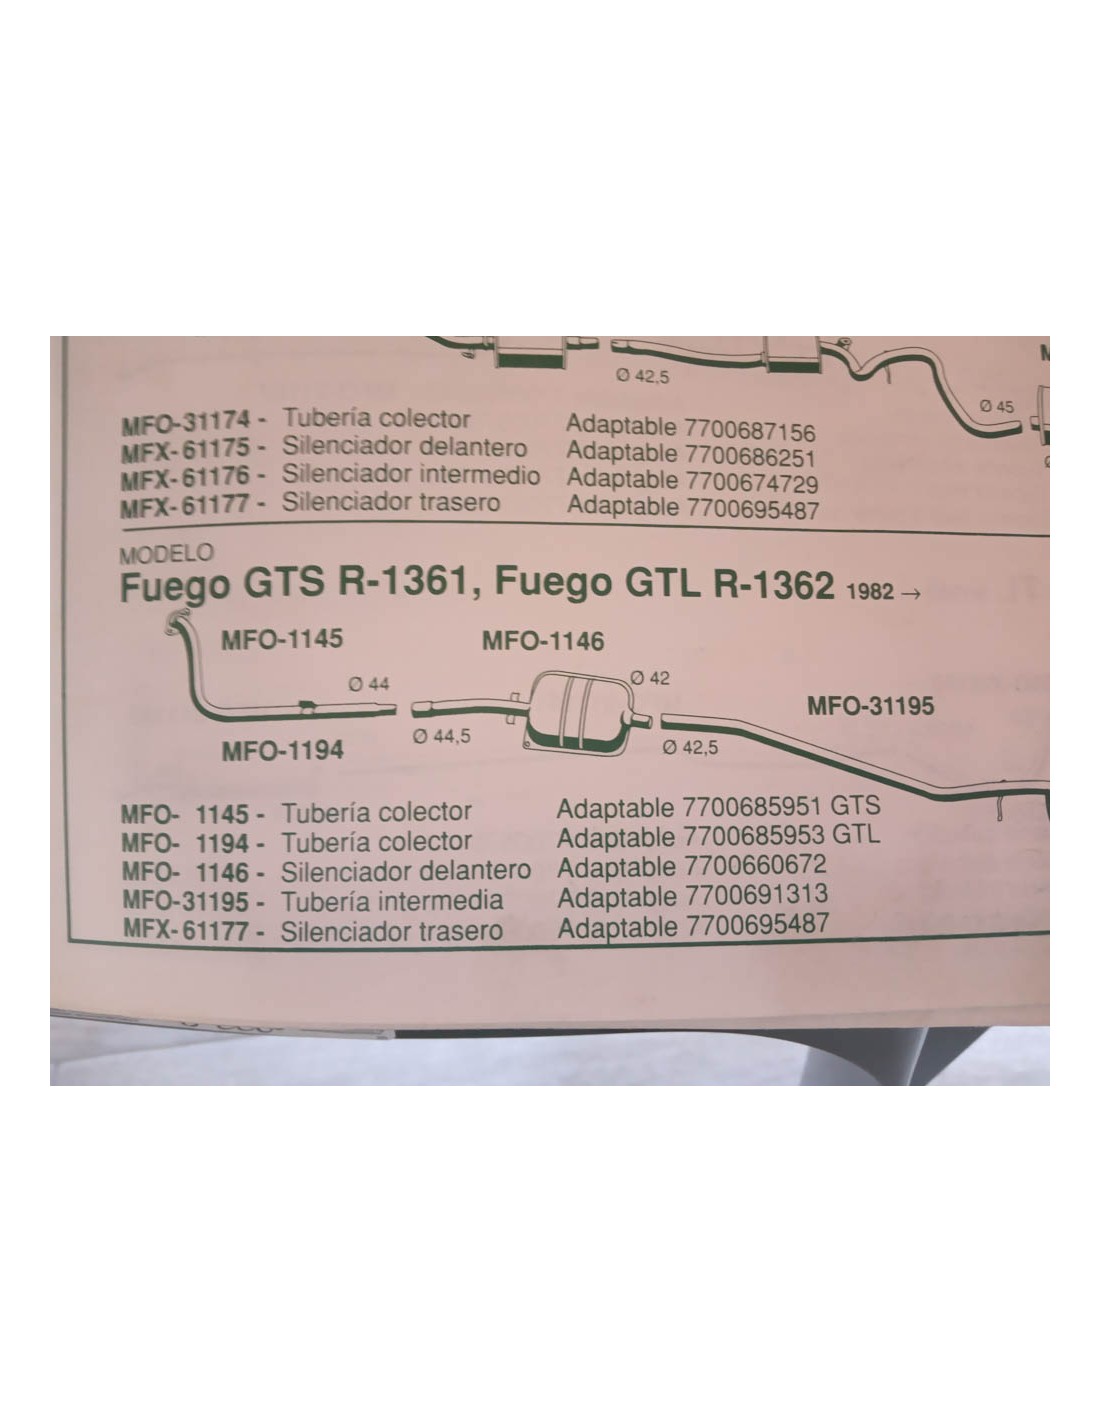 Ø 42,5
Ø 45
MFO-31174 - Tubería colector Adaptable 7700687156
MFX-61175 - Silenciador delantero Adaptable 7700686251
MFX-61176 - Silenciador intermedio Adaptable 7700674729
MFX-61177 - Silenciador trasero Adaptable 7700695487
MODELO
Fuego GTS R-1361, Fuego GTL R-1362 1982 →
MFO-1145
MFO-1146
Ø 44
Ø 42
MFO-31195
Ø 44,5
Ø 42,5
MFO-1194
MFO- 1145 - Tubería colector Adaptable 7700685951 GTS
MFO- 1194 - Tubería colector Adaptable 7700685953 GTL
MFO- 1146 - Silenciador delantero Adaptable 7700660672
MFO-31195 - Tubería intermedia Adaptable 7700691313
MFX-61177 - Silenciador trasero Adaptable 7700695487